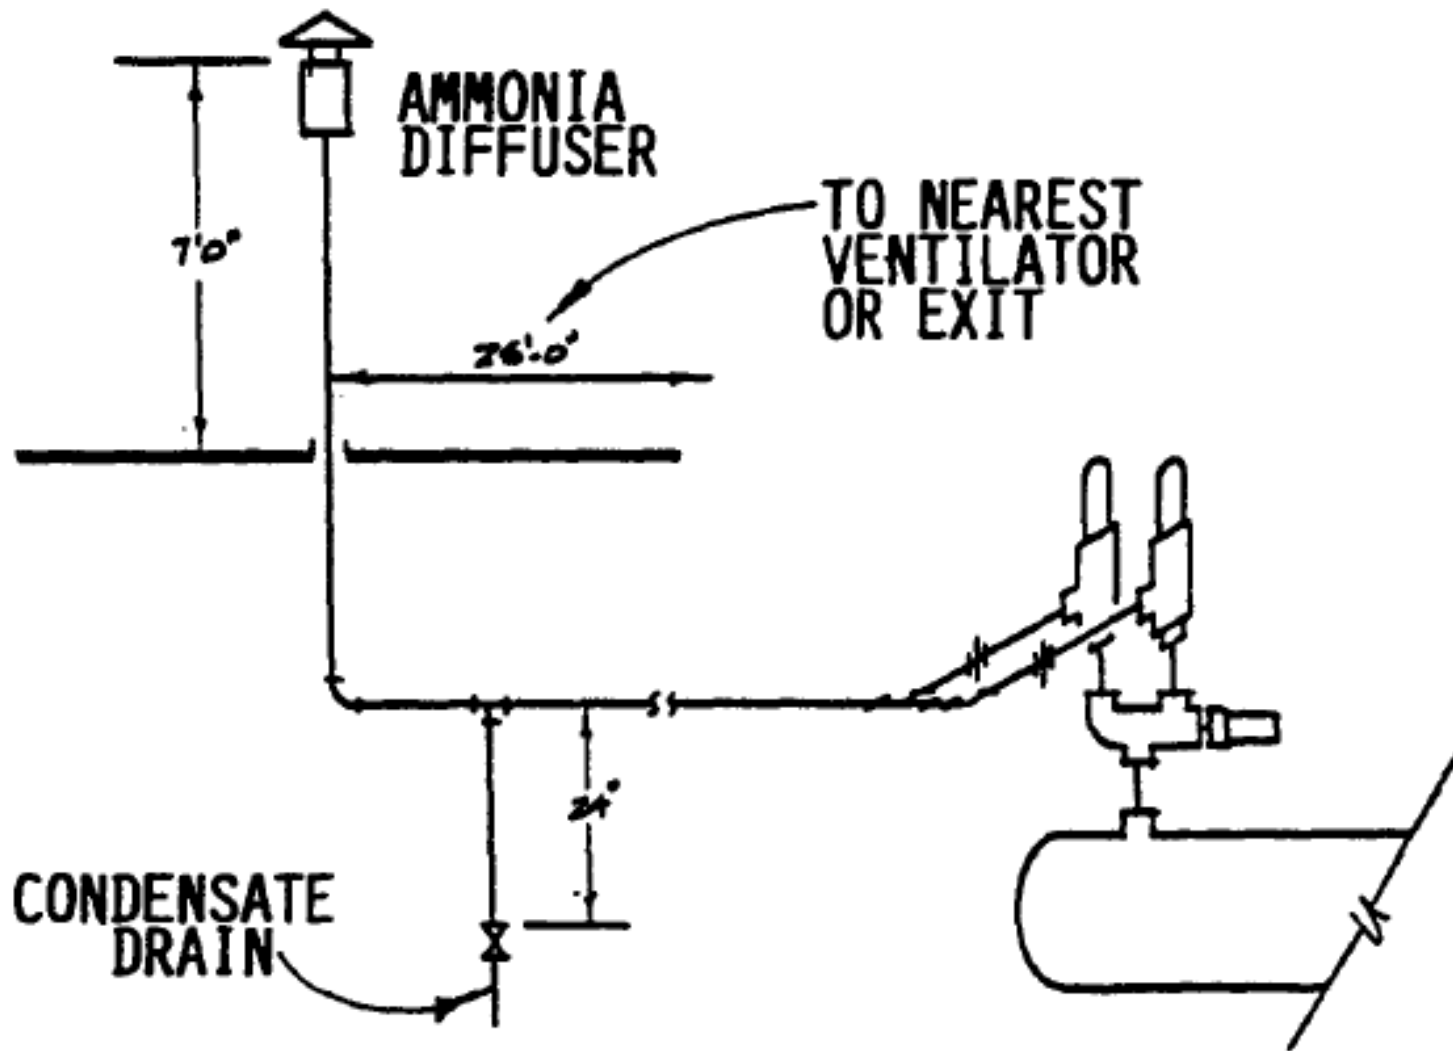 AMMONIA
DIFFUSER
7'0"
TO NEAREST
VENTILATOR
OR EXIT
26'-0"
24"
CONDENSATE
DRAIN